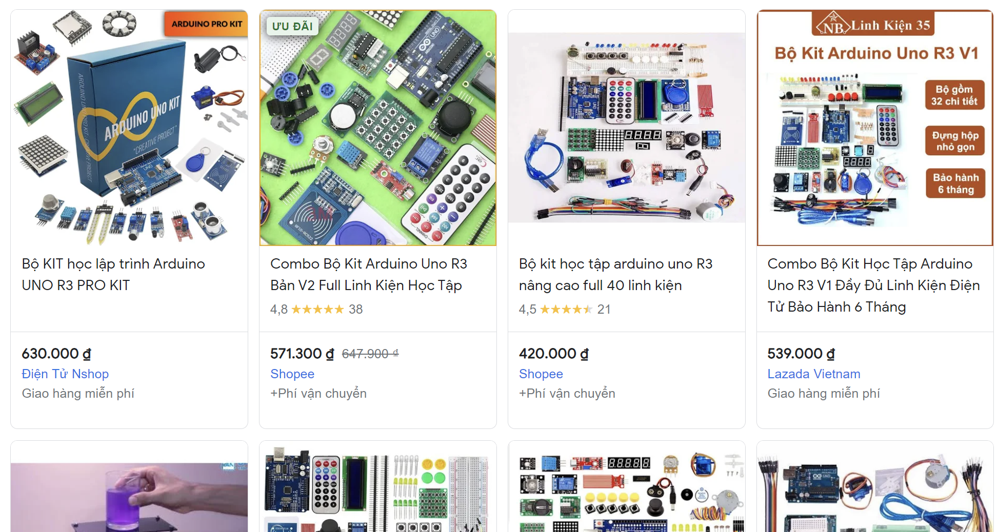 ARDUINO PRO KIT
ARDUINO UNO KIT
"CREATIVE PROJECT"
UNO
Bộ KIT học lập trình Arduino
UNO R3 PRO KIT
630.000 ₫
Điện Tử Nshop
Giao hàng miễn phí
ƯU ĐÃI
UNO
ARDUINO
RFID-RC522
CHANNEL
Combo Bộ Kit Arduino Uno R3
Bản V2 Full Linh Kiện Học Tập
4,8 ★★★★★ 38
571.300 ₫ 647.900 ₫
Shopee
+Phí vận chuyển
Bộ kit học tập arduino uno R3
nâng cao full 40 linh kiện
4,5 21
420.000 ₫
Shopee
+Phí vận chuyển
NB Linh Kiện 35
Bộ Kit Arduino Uno R3 V1
Bộ gồm
32 chi tiết
Đựng hộp
nhỏ gọn
Bảo hành
6 tháng
Combo Bộ Kit Học Tập Arduino
Uno R3 V1 Đầy Đủ Linh Kiện Điện
Tử Bảo Hành 6 Tháng
539.000 ₫
Lazada Vietnam
Giao hàng miễn phí